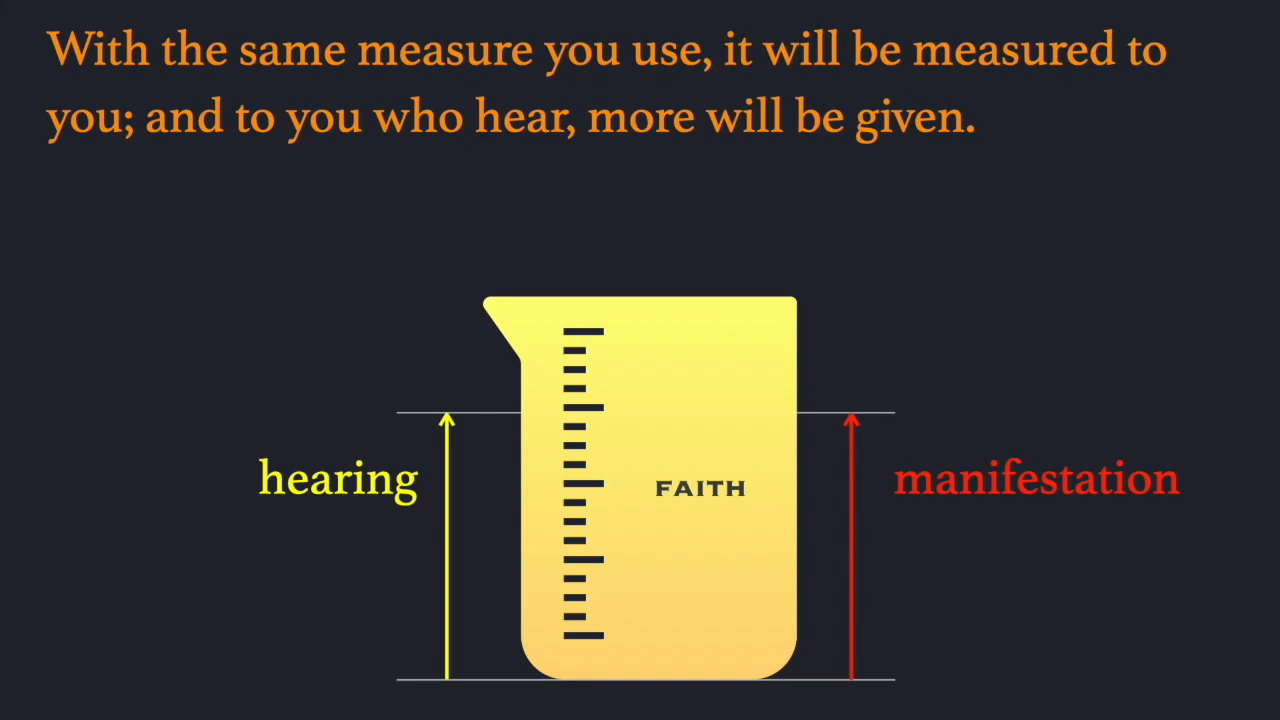 With the same measure you use, it will be measured to
you; and to you who hear, more will be given.
hearing
FAITH
manifestation